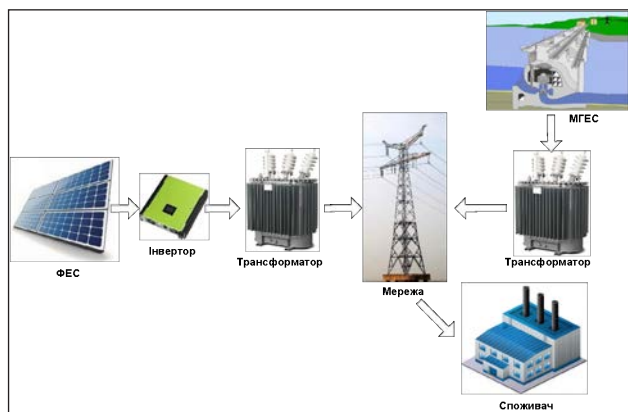 МГЕС
ФЕС
Інвертор
Трансформатор
Мережа
Трансформатор
Споживач